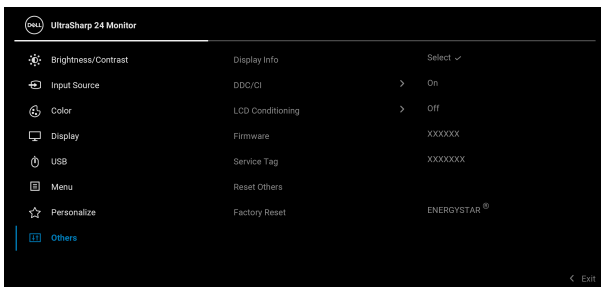 DELL UltraSharp 24 Monitor
Brightness/Contrast Display Info Select ✓
Input Source DDC/CI > On
Color LCD Conditioning > Off
Display Firmware XXXXXX
USB Service Tag XXXXXXX
Menu Reset Others
Personalize Factory Reset ENERGYSTAR ®
Others
< Exit